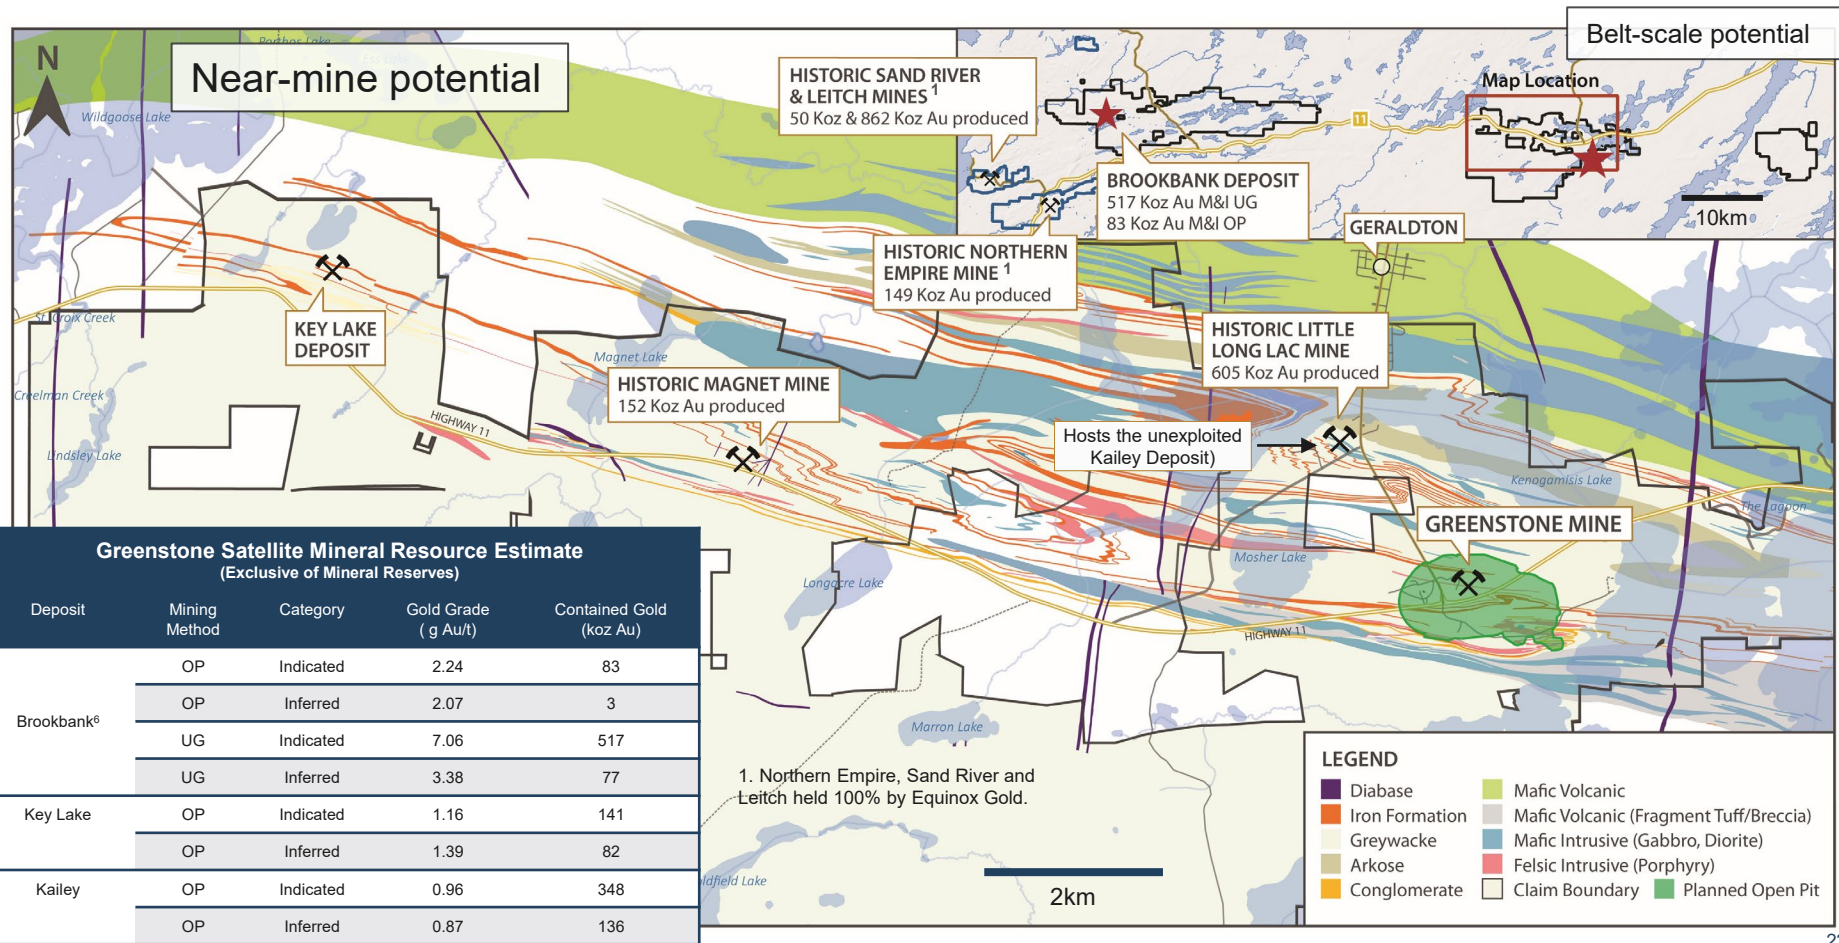 Belt-scale potential
N
Near-mine potential
Porthos Lake
Wildgoose Lake
HISTORIC SAND RIVER
& LEITCH MINES 1
50 Koz & 862 Koz Au produced
Map Location
11
10km
BROOKBANK DEPOSIT
517 Koz Au M&I UG
83 Koz Au M&I OP
GERALDTON
HISTORIC NORTHERN
EMPIRE MINE 1
149 Koz Au produced
St. Croix Creek
KEY LAKE
DEPOSIT
HISTORIC LITTLE
LONG LAC MINE
605 Koz Au produced
Magnet Lake
HISTORIC MAGNET MINE
152 Koz Au produced
Creelman Creek
HIGHWAY 11
Lindsley Lake
Hosts the unexploited
Kailey Deposit)
Kenogamisis Lake
The Lagoon
GREENSTONE MINE
Mosher Lake
Longacre Lake
HIGHWAY 11
Marron Lake
Greenstone Satellite Mineral Resource Estimate
(Exclusive of Mineral Reserves)
Deposit Mining Method Category Gold Grade ( g Au/t) Contained Gold (koz Au)
Brookbank6 OP Indicated 2.24 83
OP Inferred 2.07 3
UG Indicated 7.06 517
UG Inferred 3.38 77
Key Lake OP Indicated 1.16 141
OP Inferred 1.39 82
Kailey OP Indicated 0.96 348
OP Inferred 0.87 136
1. Northern Empire, Sand River and
Leitch held 100% by Equinox Gold.
Lake
2km
LEGEND
Diabase
Iron Formation
Greywacke
Arkose
Conglomerate
Mafic Volcanic
Mafic Volcanic (Fragment Tuff/Breccia)
Mafic Intrusive (Gabbro, Diorite)
Felsic Intrusive (Porphyry)
Claim Boundary
Planned Open Pit